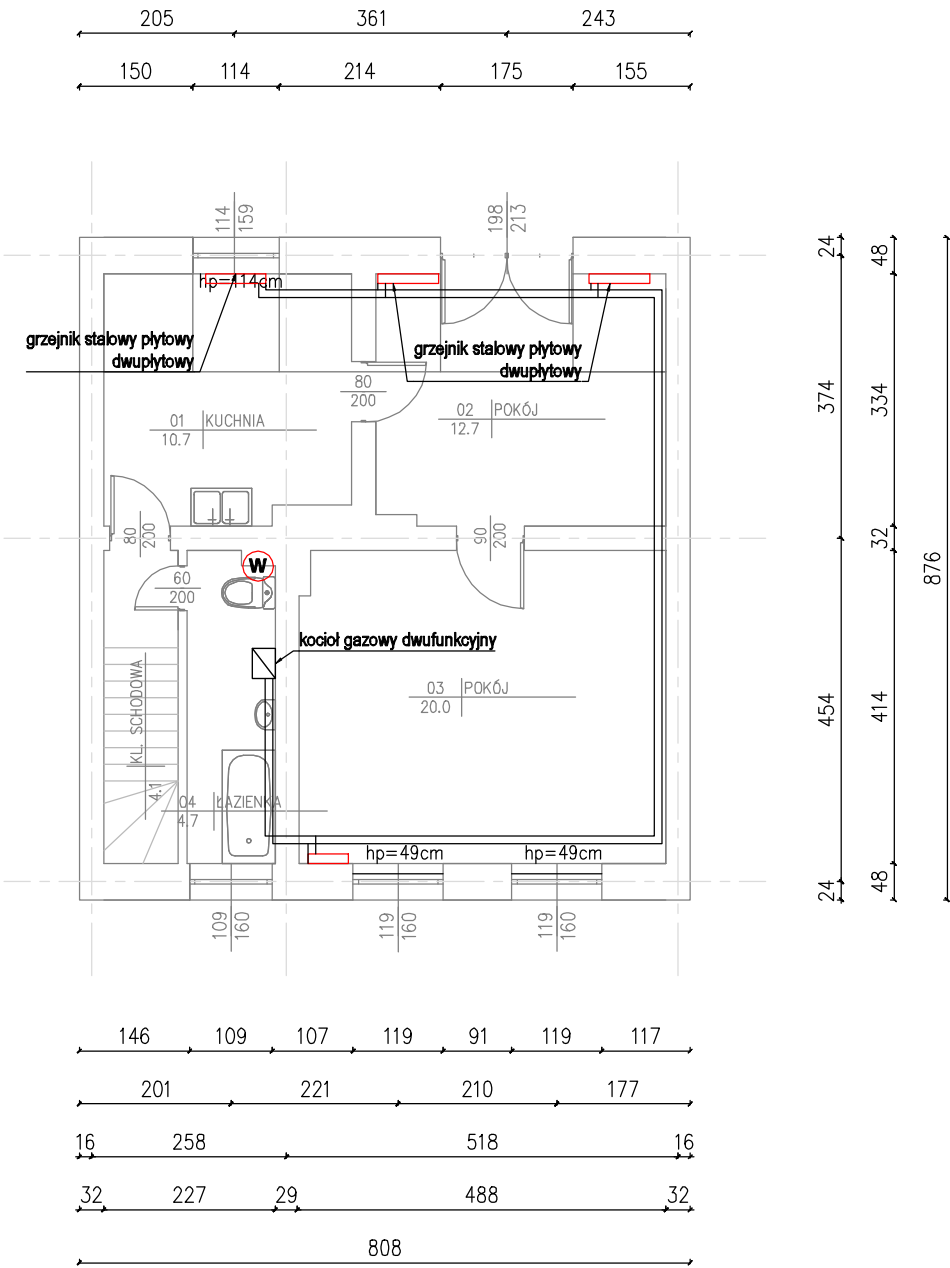 205 361 243
150 114 214 175 155
114
159
198
213
24
48
hp=114cm
grzejnik stalowy płytowy
dwupłytowy
grzejnik stalowy płytowy
dwupłytowy
374
334
80
200
01 KUCHNIA
10.7
02 POKÓJ
12.7
80
200
90
200
32
876
W
60
200
kocioł gazowy dwufunkcyjny
KL. SCHODOWA
4.1
03 POKÓJ
20.0
454
414
04 ŁAZIENKA
4.7
hp=49cm hp=49cm
24
48
109
160
119
160
119
160
146 109 107 119 91 119 117
201 221 210 177
16 258 518 16
32 227 29 488 32
808